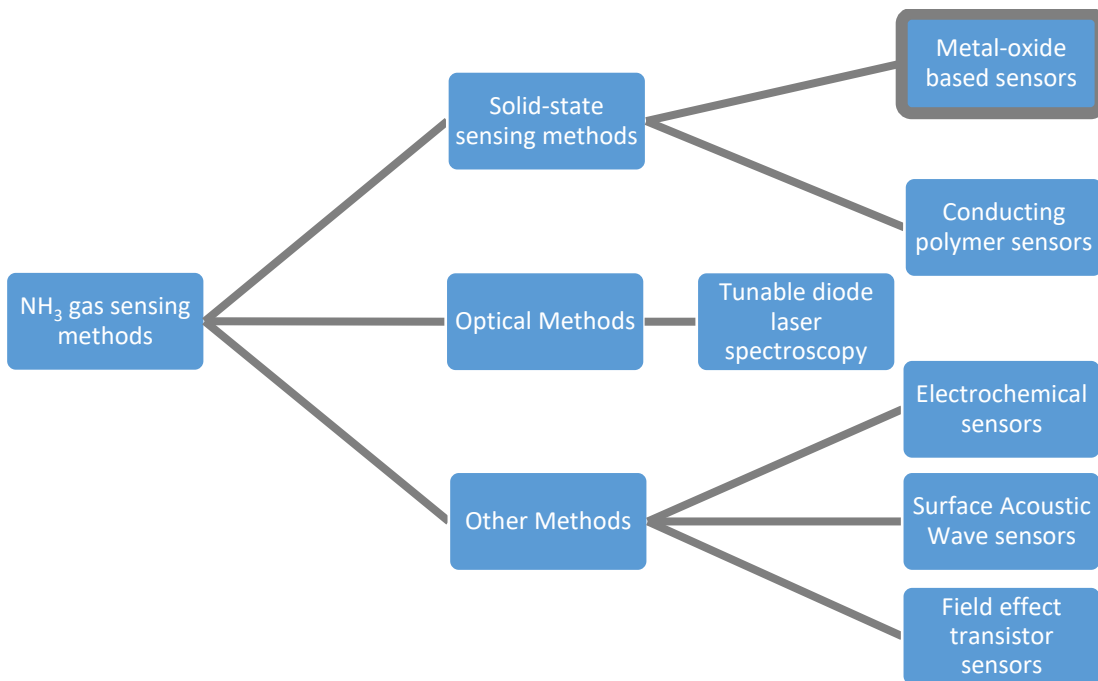 Metal-oxide
based sensors
Solid-state
sensing methods
Conducting
polymer sensors
NH₃ gas sensing
methods
Optical Methods
Tunable diode
laser
spectroscopy
Electrochemical
sensors
Other Methods
Surface Acoustic
Wave sensors
Field effect
transistor
sensors